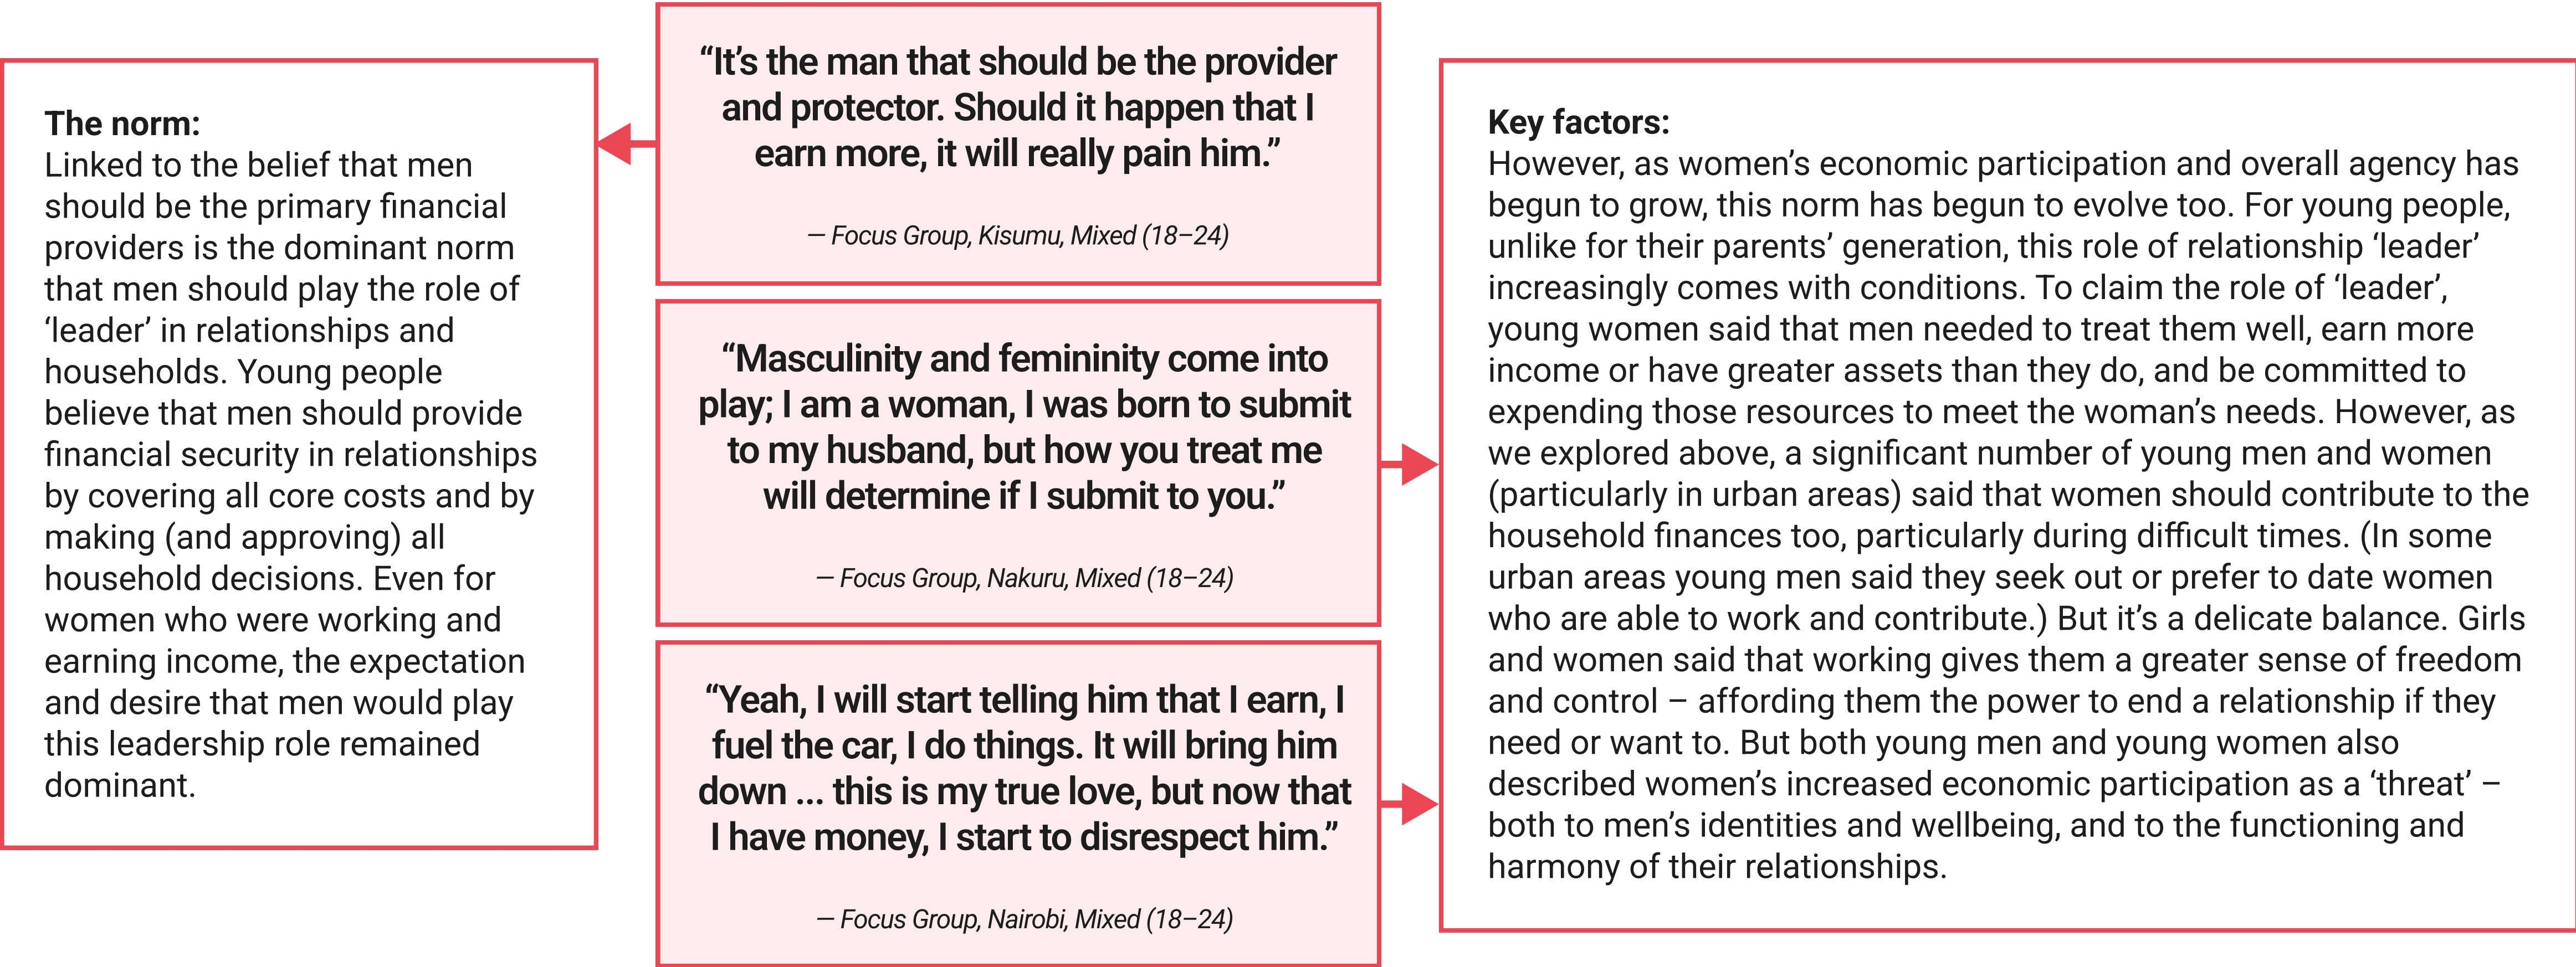 The norm:
Linked to the belief that men
should be the primary financial
providers is the dominant norm
that men should play the role of
‘leader’ in relationships and
households. Young people
believe that men should provide
financial security in relationships
by covering all core costs and by
making (and approving) all
household decisions. Even for
women who were working and
earning income, the expectation
and desire that men would play
this leadership role remained
dominant.
“It’s the man that should be the provider
and protector. Should it happen that I
earn more, it will really pain him.”
– Focus Group, Kisumu, Mixed (18–24)
“Masculinity and femininity come into
play; I am a woman, I was born to submit
to my husband, but how you treat me
will determine if I submit to you.”
– Focus Group, Nakuru, Mixed (18–24)
“Yeah, I will start telling him that I earn, I
fuel the car, I do things. It will bring him
down ... this is my true love, but now that
I have money, I start to disrespect him.”
– Focus Group, Nairobi, Mixed (18–24)
Key factors:
However, as women’s economic participation and overall agency has
begun to grow, this norm has begun to evolve too. For young people,
unlike for their parents’ generation, this role of relationship ‘leader’
increasingly comes with conditions. To claim the role of ‘leader’,
young women said that men needed to treat them well, earn more
income or have greater assets than they do, and be committed to
expending those resources to meet the woman’s needs. However, as
we explored above, a significant number of young men and women
(particularly in urban areas) said that women should contribute to the
household finances too, particularly during difficult times. (In some
urban areas young men said they seek out or prefer to date women
who are able to work and contribute.) But it’s a delicate balance. Girls
and women said that working gives them a greater sense of freedom
and control – affording them the power to end a relationship if they
need or want to. But both young men and young women also
described women’s increased economic participation as a ‘threat’ –
both to men’s identities and wellbeing, and to the functioning and
harmony of their relationships.